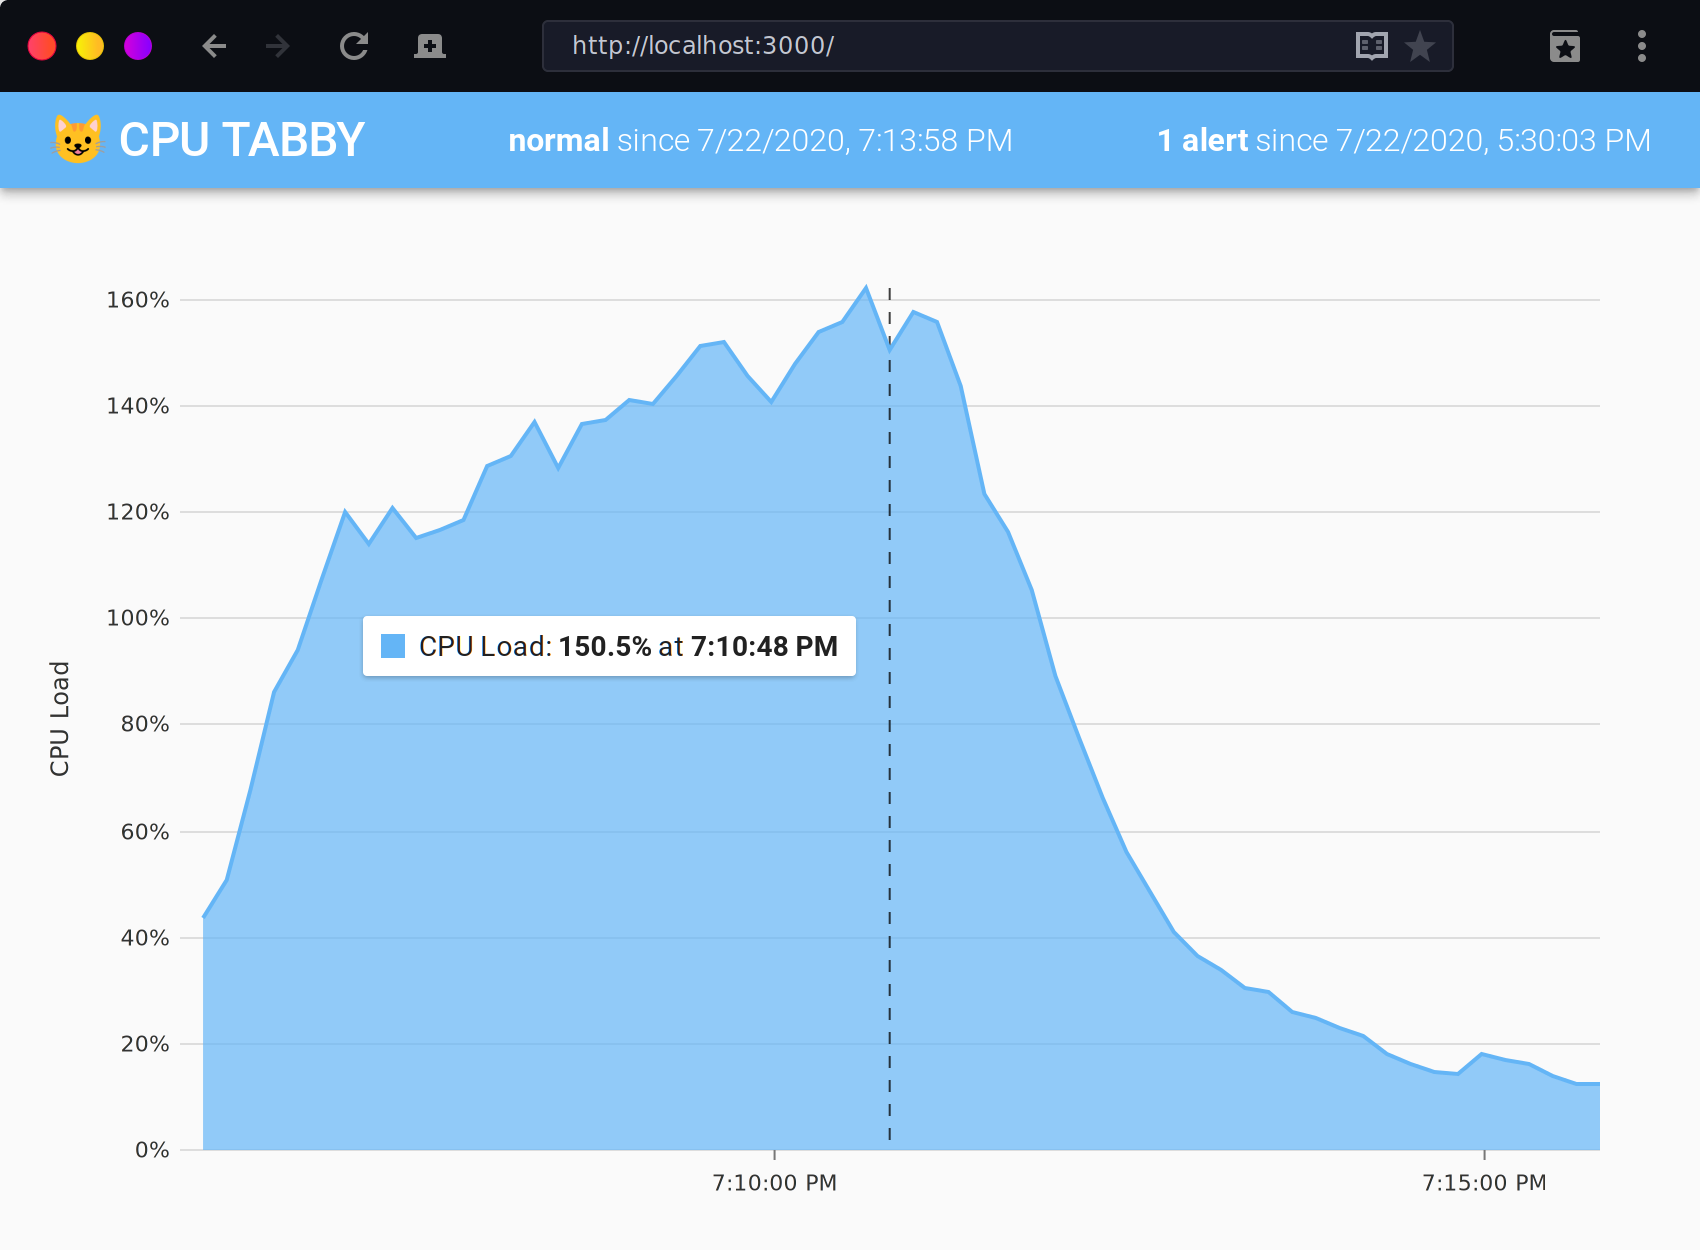 http://localhost:3000/
CPU TABBY
normal since 7/22/2020, 7:13:58 PM
1 alert since 7/22/2020, 5:30:03 PM
160%
140%
120%
100%
80%
60%
40%
20%
0%
CPU Load
CPU Load: 150.5% at 7:10:48 PM
7:10:00 PM
7:15:00 PM